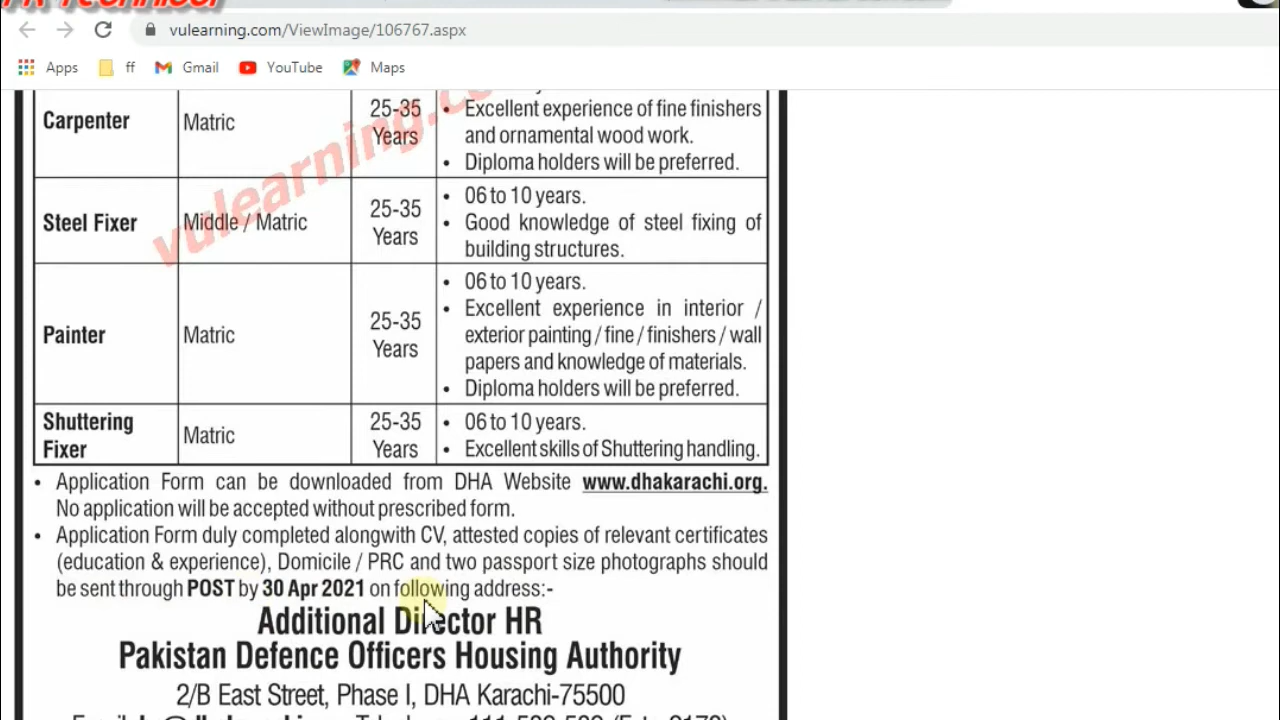 vulearning.com/ViewImage/106767.aspx
Apps ff Gmail YouTube Maps
vulearning.co
Carpenter Matric 25-35 Years
• Excellent experience of fine finishers
and ornamental wood work.
• Diploma holders will be preferred.
Steel Fixer Middle / Matric 25-35 Years
• 06 to 10 years.
• Good knowledge of steel fixing of
building structures.
Painter Matric 25-35 Years
• 06 to 10 years.
• Excellent experience in interior /
exterior painting / fine / finishers / wall
papers and knowledge of materials.
• Diploma holders will be preferred.
Shuttering Fixer Matric 25-35 Years
• 06 to 10 years.
• Excellent skills of Shuttering handling.
• Application Form can be downloaded from DHA Website www.dhakarachi.org.
No application will be accepted without prescribed form.
• Application Form duly completed alongwith CV, attested copies of relevant certificates
(education & experience), Domicile / PRC and two passport size photographs should
be sent through POST by 30 Apr 2021 on following address:-
Additional Director HR
Pakistan Defence Officers Housing Authority
2/B East Street, Phase I, DHA Karachi-75500